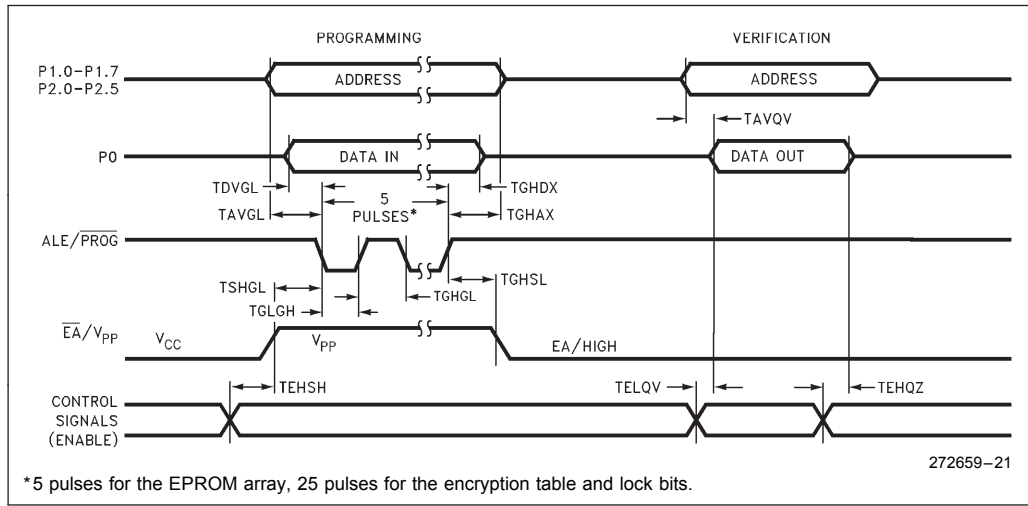 PROGRAMMING
VERIFICATION
P1.0–P1.7
P2.0–P2.5
ADDRESS
ADDRESS
TAVQV
P0
DATA IN
DATA OUT
TDVGL
TGHDX
5
PULSES*
TAVGL
TGHAX
ALE/PROG
TSHGL
TGHSL
TGLGH
TGHGL
EA/VPP
VCC
VPP
EA/HIGH
TEHSH
TELQV
TEHQZ
CONTROL
SIGNALS
(ENABLE)
272659–21
*5 pulses for the EPROM array, 25 pulses for the encryption table and lock bits.